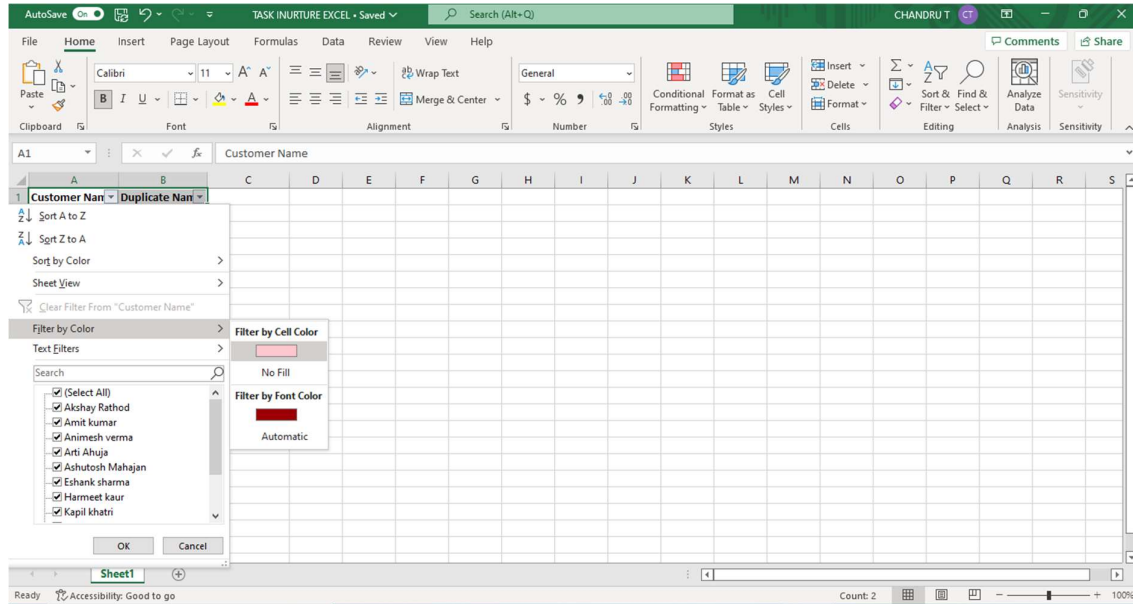 AutoSave On TASK INURTURE EXCEL • Saved Search (Alt+Q) CHANDRU T CT
File Home Insert Page Layout Formulas Data Review View Help Comments Share
Paste Calibri 11 A A Wrap Text General Conditional Formatting Format as Table Cell Styles Insert Sort & Filter Find & Select Analyze Data Sensitivity
B I U A Merge & Center $ % 9 Delete
Format
Clipboard Font Alignment Number Styles Cells Editing Analysis Sensitivity
A1 fx Customer Name
A B C D E F G H I J K L M N O P Q R S
1 Customer Nan Duplicate Nan
Sort A to Z
Sort Z to A
Sort by Color
Sheet View
Clear Filter From "Customer Name"
Filter by Color
Text Filters
Search
(Select All)
Akshay Rathod
Amit kumar
Animesh verma
Arti Ahuja
Ashutosh Mahajan
Eshank sharma
Harmeet kaur
Kapil khatri
OK Cancel
Filter by Cell Color
No Fill
Filter by Font Color
Automatic
Sheet1
Ready Accessibility: Good to go Count: 2 100%